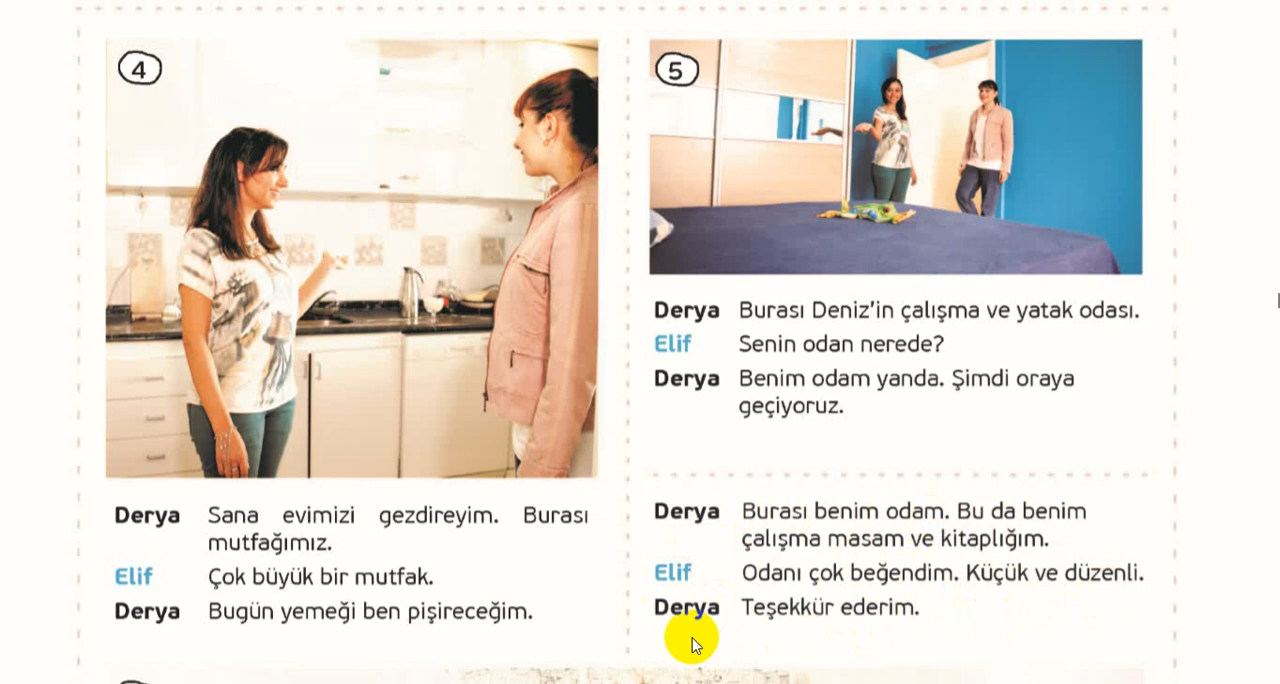 4
Derya Sana evimizi gezdireyim. Burası
mutfağımız.
Elif Çok büyük bir mutfak.
Derya Bugün yemeği ben pişireceğim.
5
Derya Burası Deniz’in çalışma ve yatak odası.
Elif Senin odan nerede?
Derya Benim odam yanda. Şimdi oraya
geçiyoruz.
Derya Burası benim odam. Bu da benim
çalışma masam ve kitaplığım.
Elif Odanı çok beğendim. Küçük ve düzenli.
Derya Teşekkür ederim.